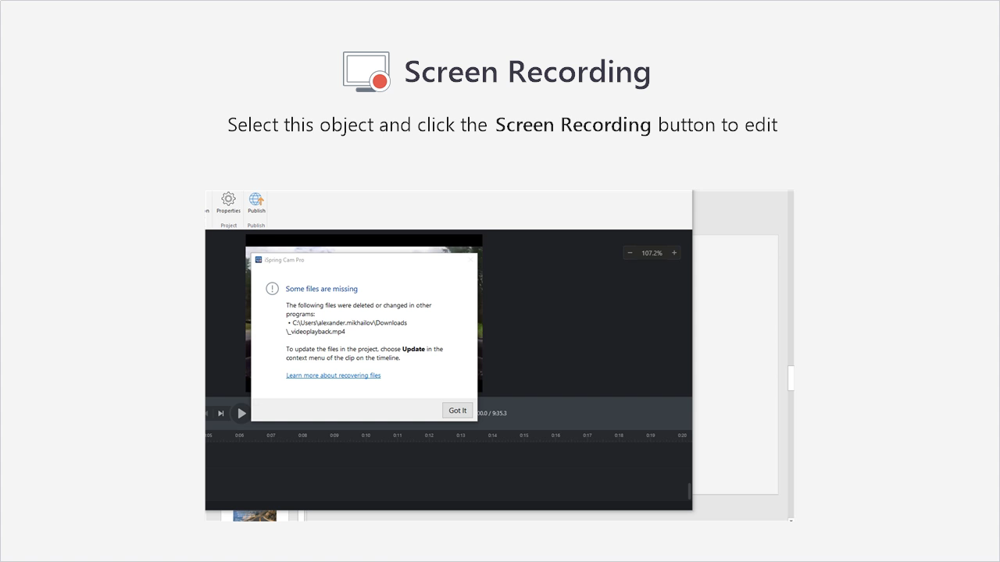 Screen Recording
Select this object and click the Screen Recording button to edit
Properties
Publish
Project
Publish
107.2%
iSpring Cam Pro
Some files are missing
The following files were deleted or changed in other
programs:
• C:\Users\alexander.mikhailov\Downloads
\_videoplayback.mp4
To update the files in the project, choose Update in the
context menu of the clip on the timeline.
Learn more about recovering files
Got It
00.0 / 9:35.3
:05 0:06 0:07 0:08 0:09 0:10 0:11 0:12 0:13 0:14 0:15 0:16 0:17 0:18 0:19 0:20